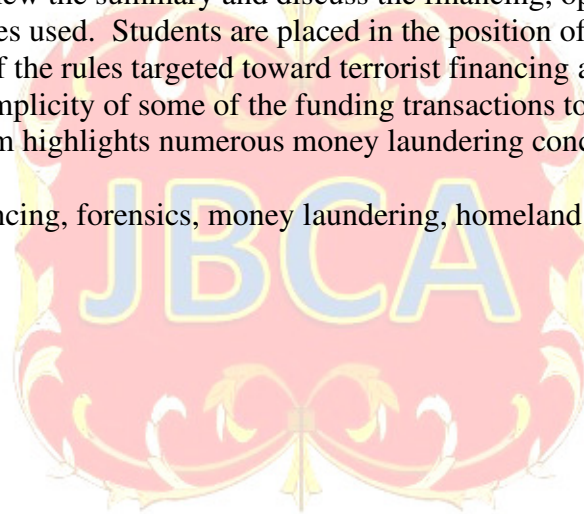 view the summary and discuss the financing, op
es used. Students are placed in the position of
f the rules targeted toward terrorist financing a
mplicity of some of the funding transactions to
m highlights numerous money laundering conc
ncing, forensics, money laundering, homeland
JBCA